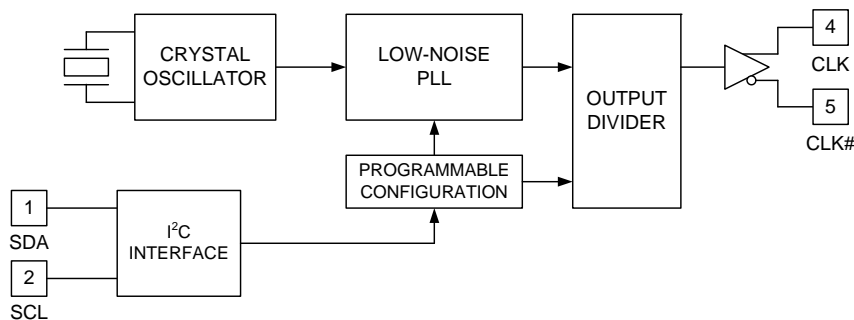 CRYSTAL
OSCILLATOR
LOW-NOISE
PLL
OUTPUT
DIVIDER
4
CLK
5
CLK#
PROGRAMMABLE
CONFIGURATION
1
SDA
2
SCL
I²C
INTERFACE